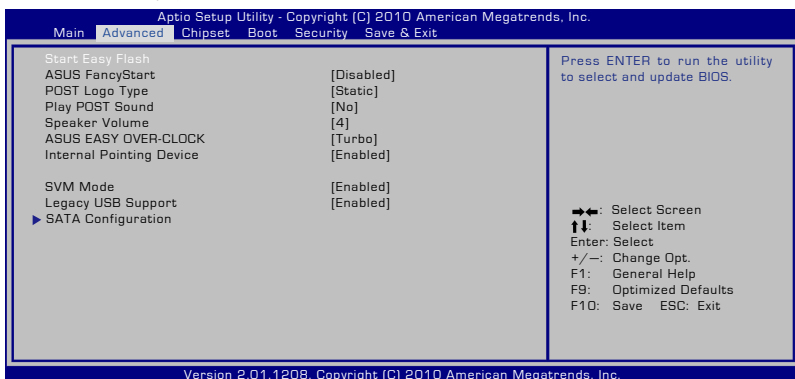 Aptio Setup Utility - Copyright (C) 2010 American Megatrends, Inc.
Main Advanced Chipset Boot Security Save & Exit
Start Easy Flash
ASUS FancyStart [Disabled]
POST Logo Type [Static]
Play POST Sound [No]
Speaker Volume [4]
ASUS EASY OVER-CLOCK [Turbo]
Internal Pointing Device [Enabled]
SVM Mode [Enabled]
Legacy USB Support [Enabled]
SATA Configuration
Press ENTER to run the utility
to select and update BIOS.
→←: Select Screen
↑↓: Select Item
Enter: Select
+/—: Change Opt.
F1: General Help
F9: Optimized Defaults
F10: Save ESC: Exit
Version 2.01.1208. Copyright (C) 2010 American Megatrends, Inc.